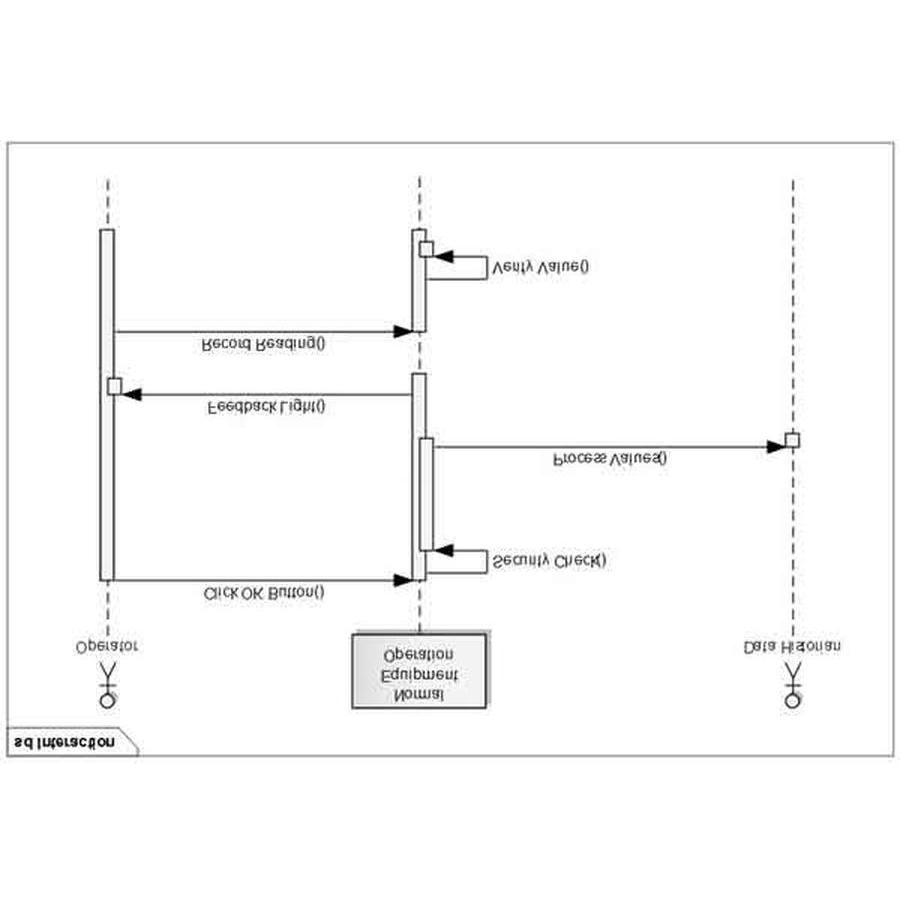 sd Interaction
Normal
Equipment
Operation
Operator
Data Historian
Click OK Button()
Security Check()
Process Values()
Feedback Light()
Record Reading()
Verify Value()